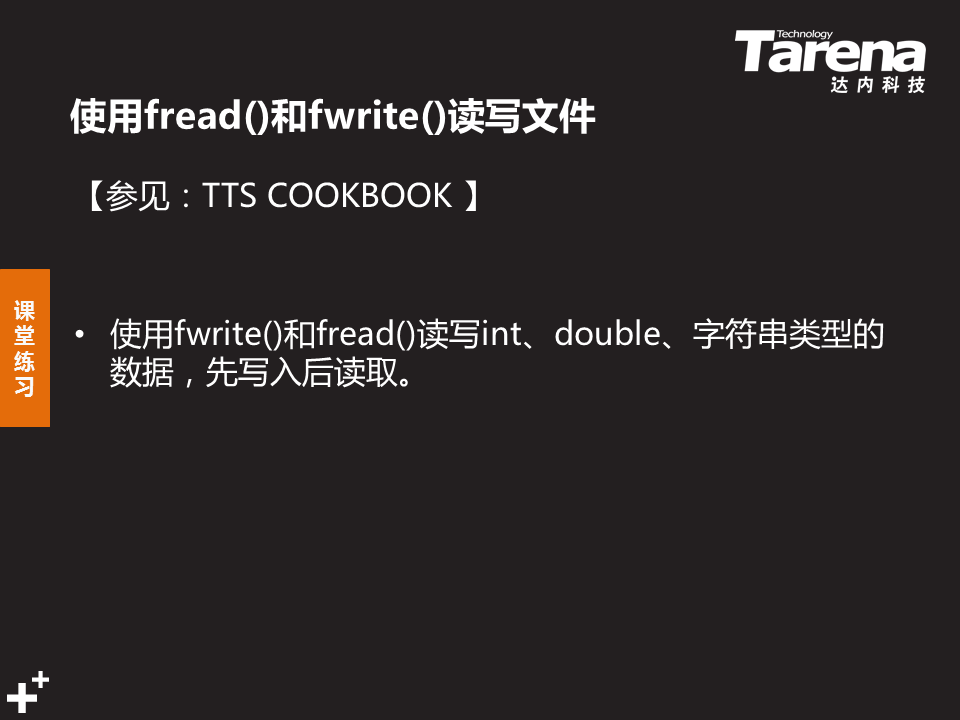 Technology
Tarena
达内科技
使用fread()和fwrite()读写文件
【参见：TTS COOKBOOK 】
课
堂
练
习
• 使用fwrite()和fread()读写int、double、字符串类型的
数据，先写入后读取。